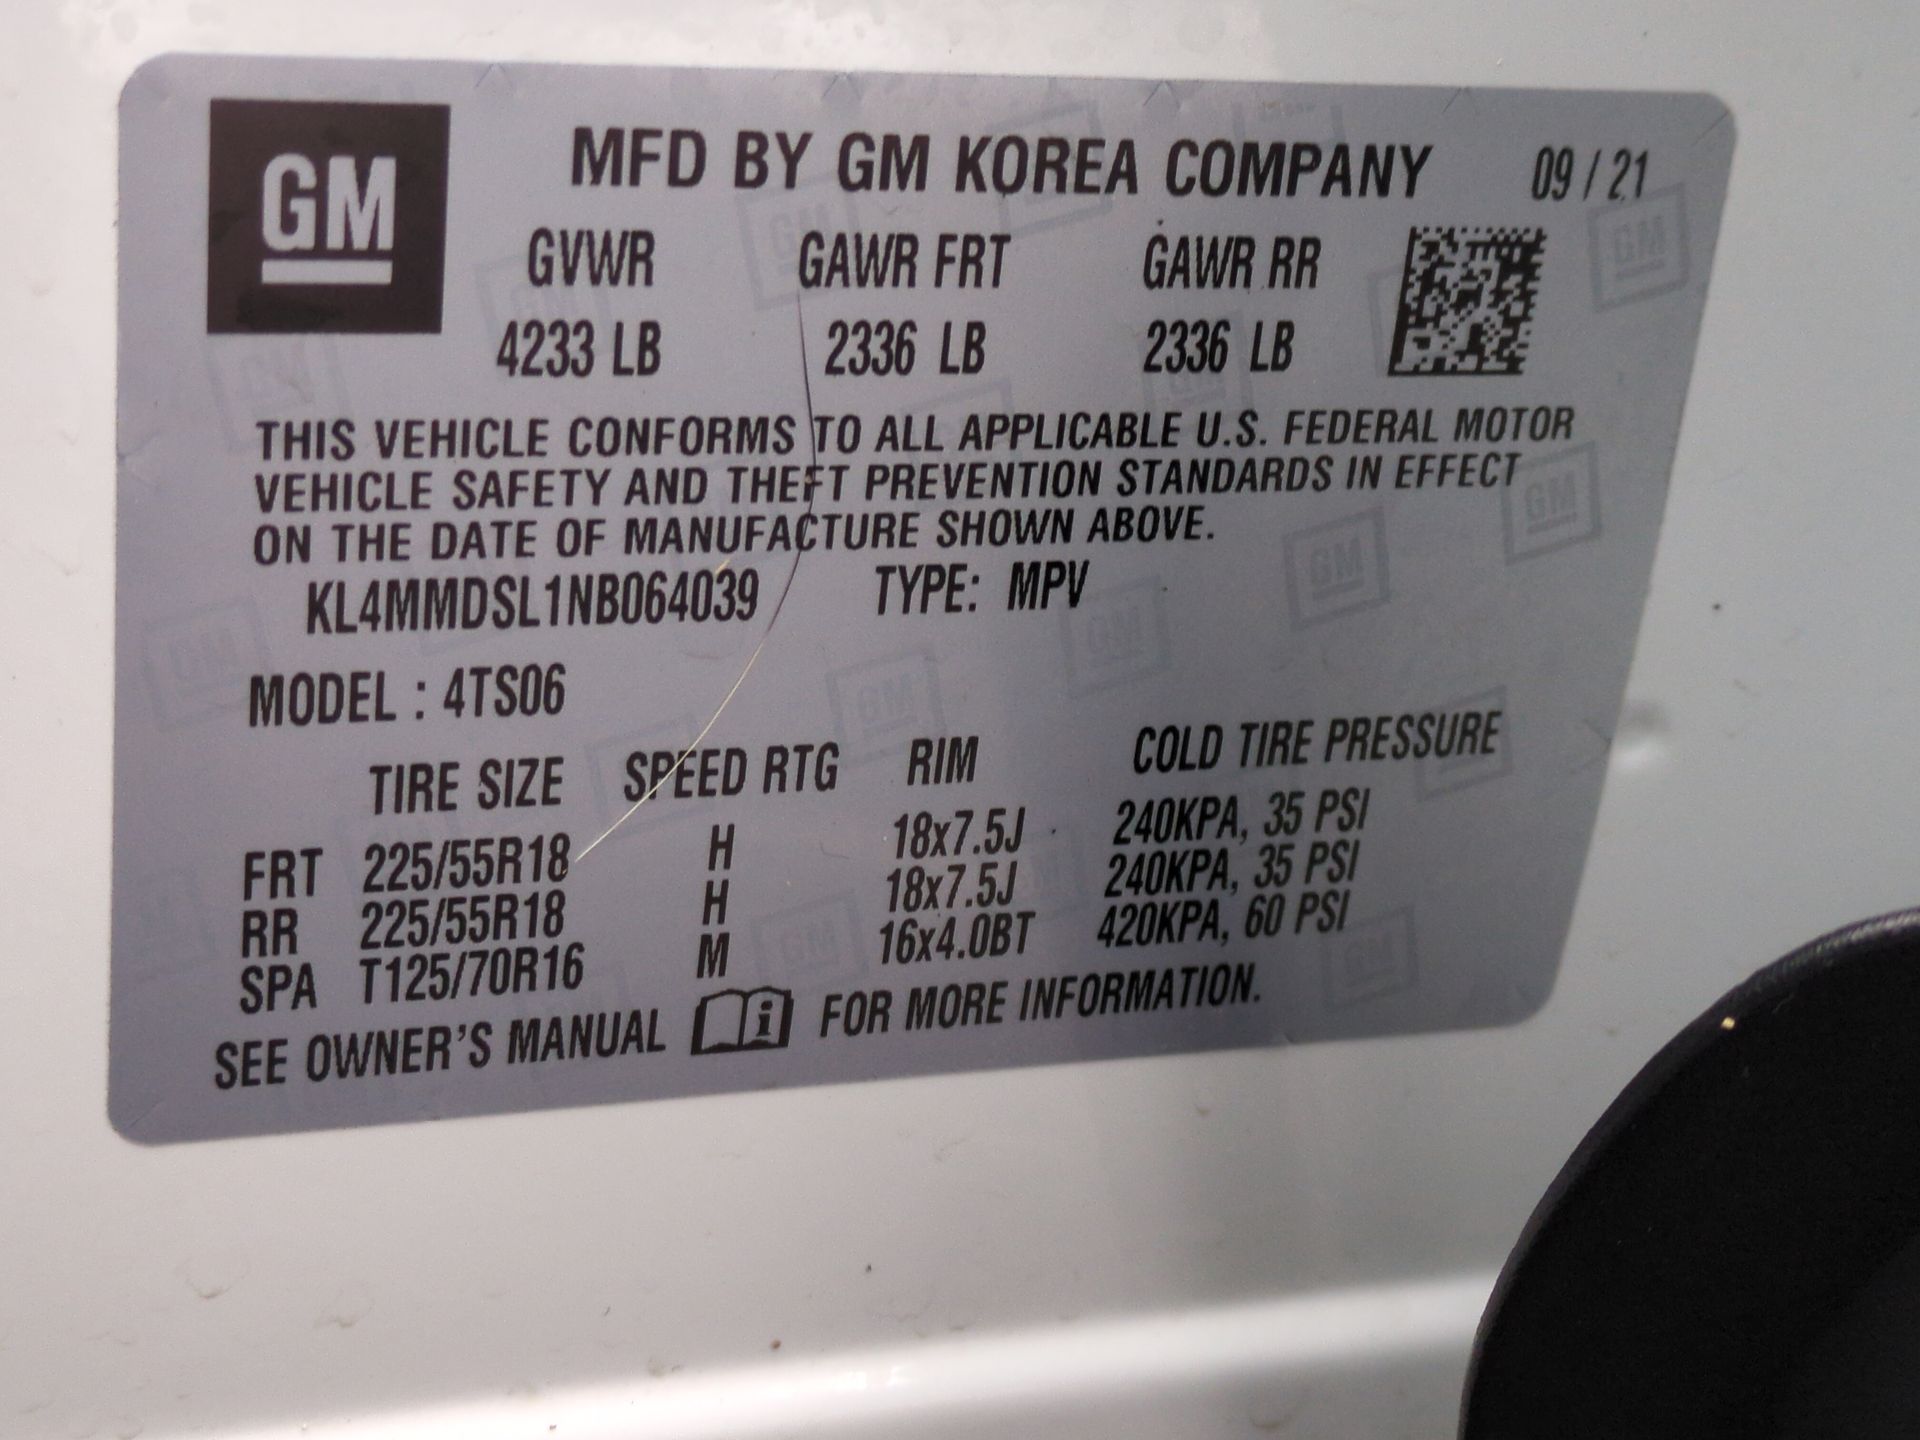 GM
MFD BY GM KOREA COMPANY 09 / 21
GVWR GAWR FRT GAWR RR
4233 LB 2336 LB 2336 LB
THIS VEHICLE CONFORMS TO ALL APPLICABLE U.S. FEDERAL MOTOR
VEHICLE SAFETY AND THEFT PREVENTION STANDARDS IN EFFECT
ON THE DATE OF MANUFACTURE SHOWN ABOVE.
KL4MMDSL1NB064039 TYPE: MPV
MODEL : 4TS06
TIRE SIZE SPEED RTG RIM COLD TIRE PRESSURE
FRT 225/55R18 H 18x7.5J 240KPA, 35 PSI
RR 225/55R18 H 18x7.5J 240KPA, 35 PSI
SPA T125/70R16 M 16x4.0BT 420KPA, 60 PSI
SEE OWNER'S MANUAL i FOR MORE INFORMATION.